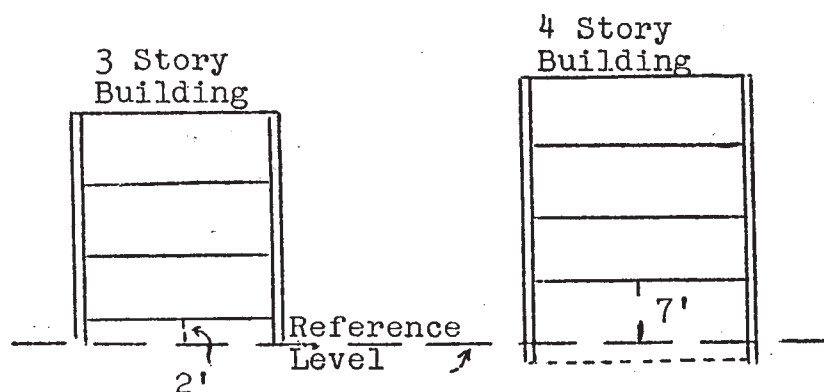 3 Story
Building
4 Story
Building
7'
Reference
Level
2'